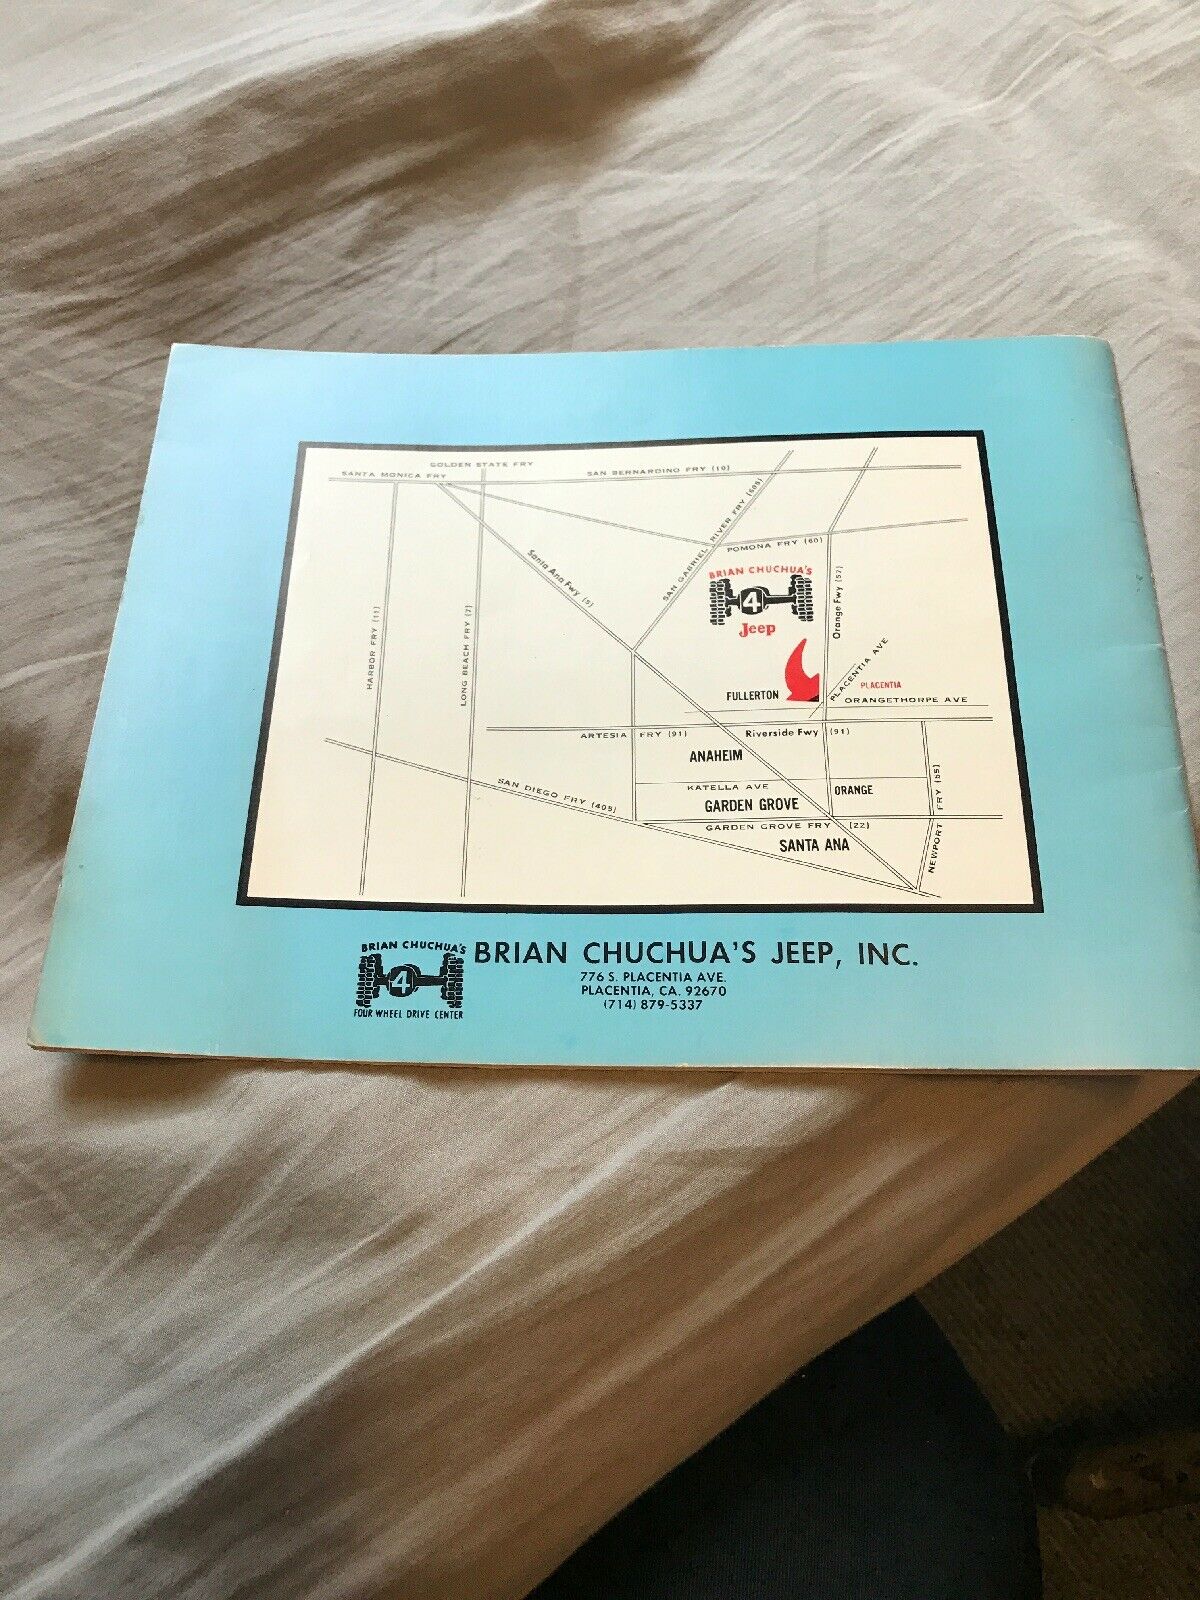 GOLDEN STATE FRY
SANTA MONICA FRY
SAN BERNARDINO FRY (10)
SAN GABRIEL RIVER FRY (605)
POMONA FRY (60)
Santa Ana Fwy (5)
BRIAN CHUCHUA'S
4
Jeep
Orange Fwy (57)
HARBOR FRY (11)
LONG BEACH FRY (7)
PLACENTIA AVE
PLACENTIA
FULLERTON
ORANGETHORPE AVE
ARTESIA FRY (91)
Riverside Fwy (91)
ANAHEIM
SAN DIEGO FRY (405)
KATELLA AVE
ORANGE
GARDEN GROVE
NEWPORT FRY (55)
GARDEN GROVE FRY (22)
SANTA ANA
BRIAN CHUCHUA'S
4
FOUR WHEEL DRIVE CENTER
BRIAN CHUCHUA'S JEEP, INC.
776 S. PLACENTIA AVE.
PLACENTIA, CA. 92670
(714) 879-5337